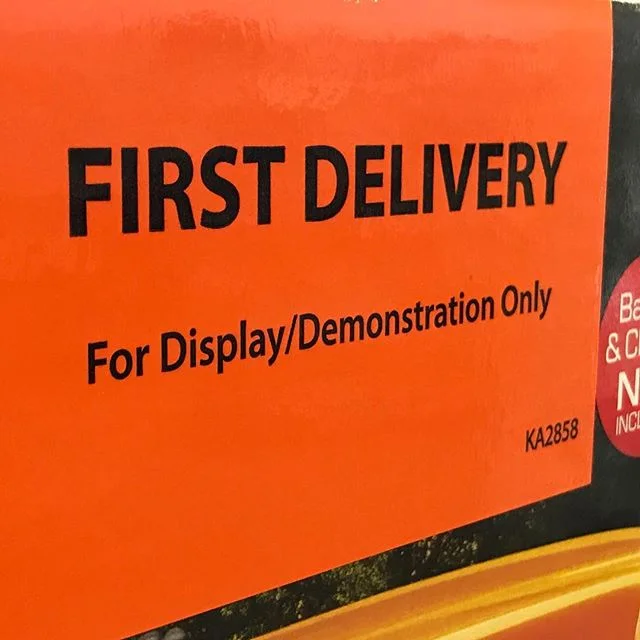 FIRST DELIVERY
For Display/Demonstration Only
KA2858
&